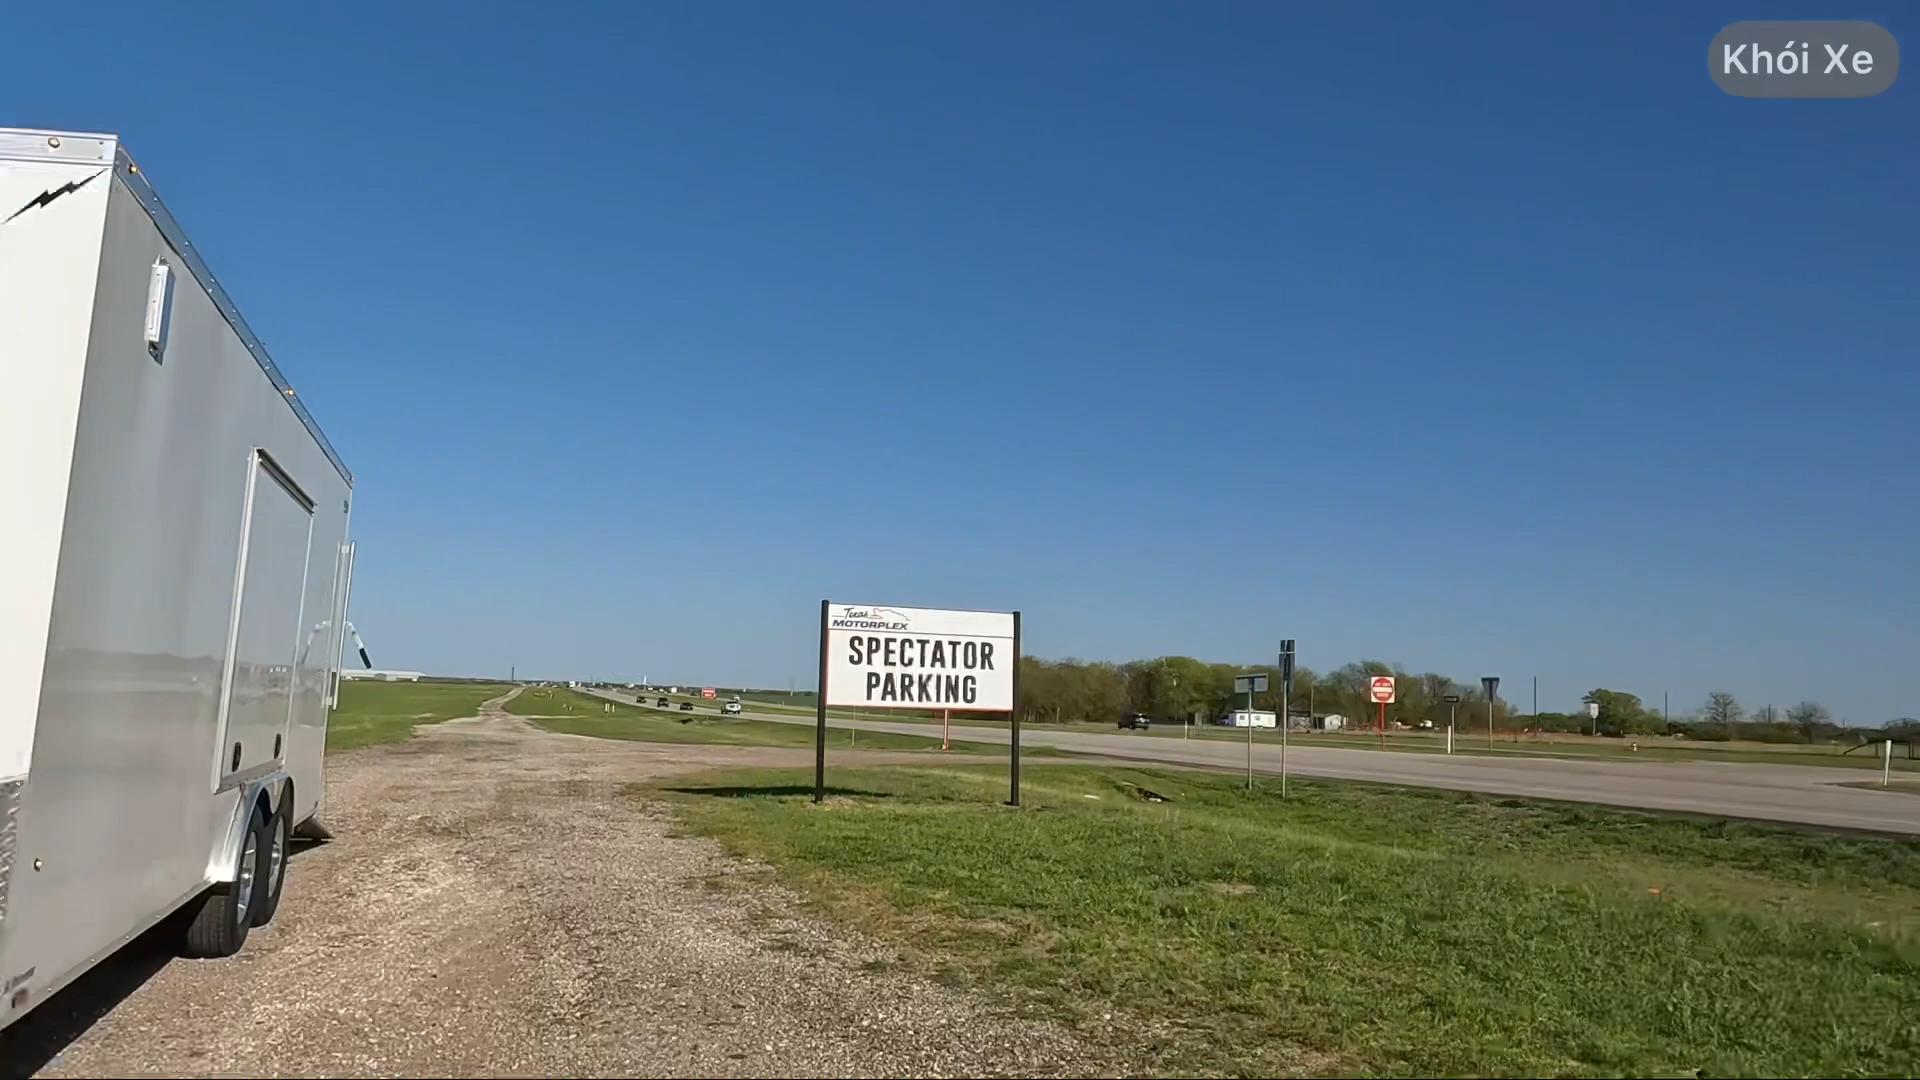 Khói Xe
Texas
MOTORPLEX
SPECTATOR
PARKING